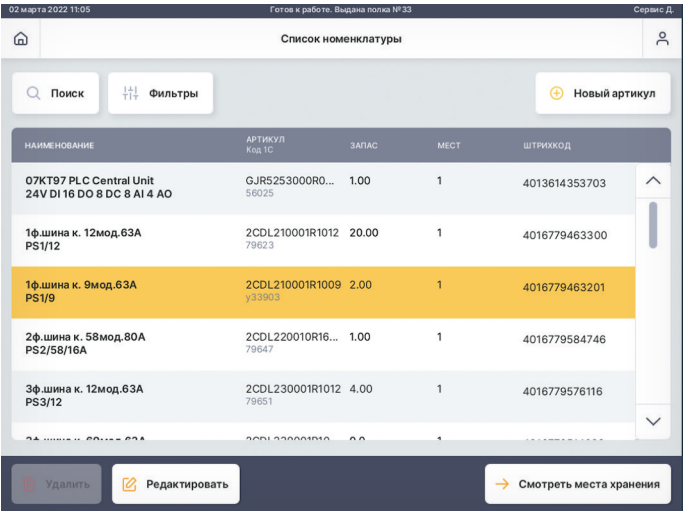 02 марта 2022 11:05 Готов к работе. Выдана полка №33 Сервис Д.
Список номенклатуры
Поиск Фильтры Новый артикул
НАИМЕНОВАНИЕ АРТИКУЛ ЗАПАС МЕСТ ШТРИХКОД
Код 1С
07KT97 PLC Central Unit GJR5253000R0... 1.00 1 4013614353703
24V DI 16 DO 8 DC 8 AI 4 AO 56025
1ф.шина к. 12мод.63А 2CDL210001R1012 20.00 1 4016779463300
PS1/12 79623
1ф.шина к. 9мод.63А 2CDL210001R1009 2.00 1 4016779463201
PS1/9 у33903
2ф.шина к. 58мод.80А 2CDL220010R16... 1.00 1 4016779584746
PS2/58/16A 79647
3ф.шина к. 12мод.63А 2CDL230001R1012 4.00 1 4016779576116
PS3/12 79651
Удалить Редактировать Смотреть места хранения